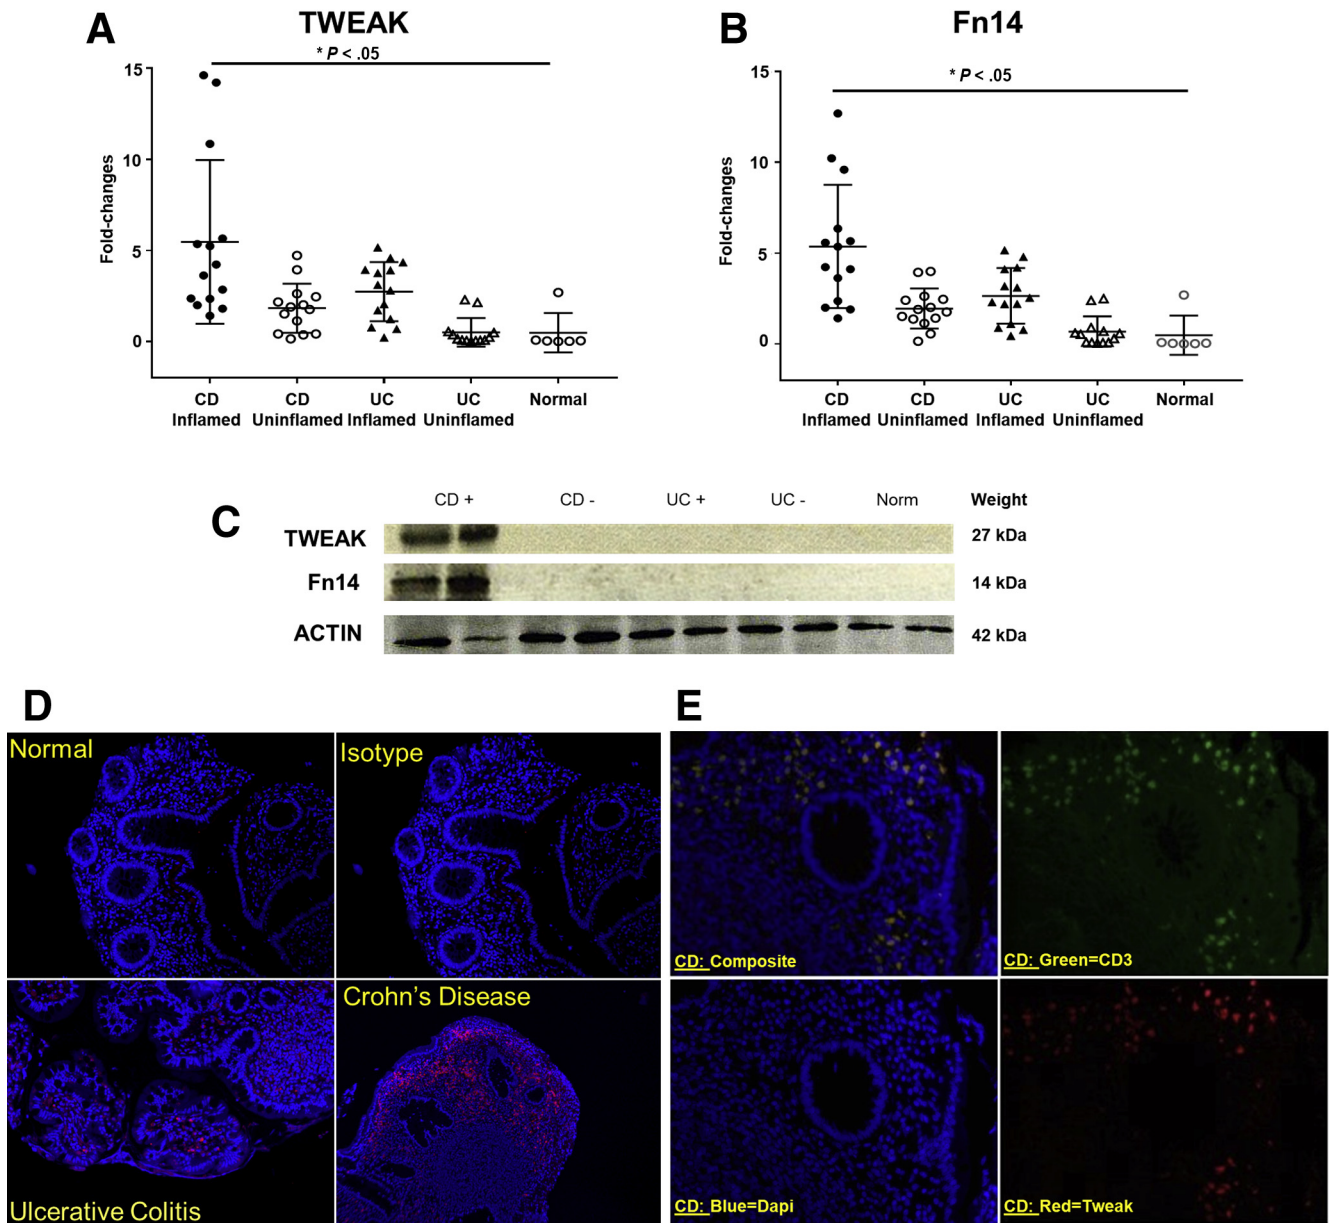 A
TWEAK
* P < .05
Fold-changes
15
10
5
0
CD Inflamed
CD Uninflamed
UC Inflamed
UC Uninflamed
Normal
B
Fn14
* P < .05
Fold-changes
15
10
5
0
CD Inflamed
CD Uninflamed
UC Inflamed
UC Uninflamed
Normal
C
CD + CD - UC + UC - Norm Weight
TWEAK 27 kDa
Fn14 14 kDa
ACTIN 42 kDa
D
Normal
Isotype
Ulcerative Colitis
Crohn's Disease
E
CD: Composite
CD: Green=CD3
CD: Blue=Dapi
CD: Red=Tweak